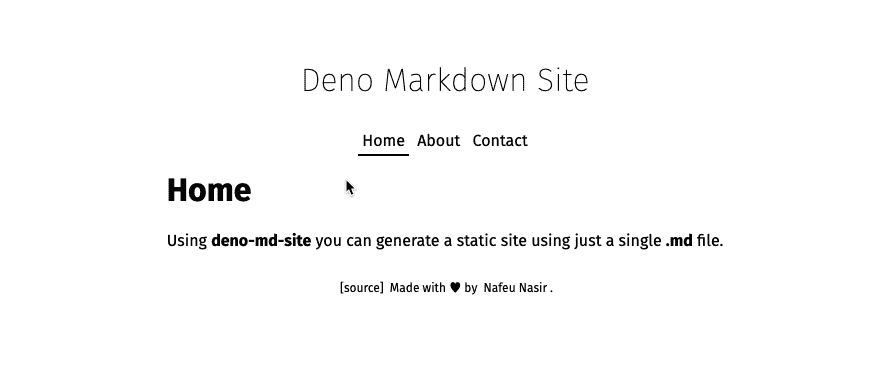 Deno Markdown Site
Home About Contact
Home
Using deno-md-site you can generate a static site using just a single .md file.
[source] Made with ♥ by Nafeu Nasir .